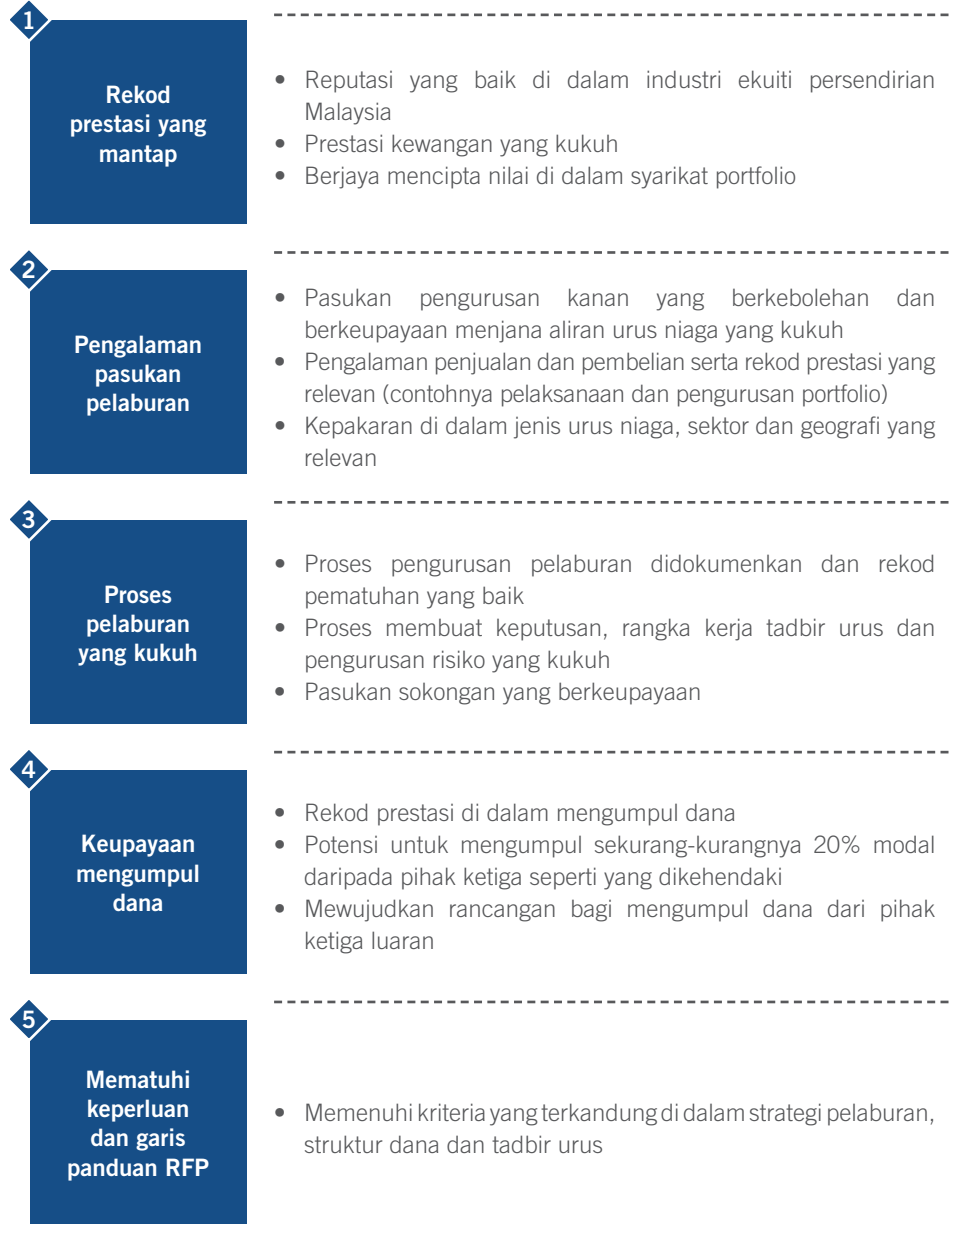 1
Rekod
prestasi yang
mantap
• Reputasi yang baik di dalam industri ekuiti persendirian
Malaysia
• Prestasi kewangan yang kukuh
• Berjaya mencipta nilai di dalam syarikat portfolio
2
Pengalaman
pasukan
pelaburan
• Pasukan pengurusan kanan yang berkebolehan dan
berkeupayaan menjana aliran urus niaga yang kukuh
• Pengalaman penjualan dan pembelian serta rekod prestasi yang
relevan (contohnya pelaksanaan dan pengurusan portfolio)
• Kepakaran di dalam jenis urus niaga, sektor dan geografi yang
relevan
3
Proses
pelaburan
yang kukuh
• Proses pengurusan pelaburan didokumenkan dan rekod
pematuhan yang baik
• Proses membuat keputusan, rangka kerja tadbir urus dan
pengurusan risiko yang kukuh
• Pasukan sokongan yang berkeupayaan
4
Keupayaan
mengumpul
dana
• Rekod prestasi di dalam mengumpul dana
• Potensi untuk mengumpul sekurang-kurangnya 20% modal
daripada pihak ketiga seperti yang dikehendaki
• Mewujudkan rancangan bagi mengumpul dana dari pihak
ketiga luaran
5
Mematuhi
keperluan
dan garis
panduan RFP
• Memenuhi kriteria yang terkandung di dalam strategi pelaburan,
struktur dana dan tadbir urus